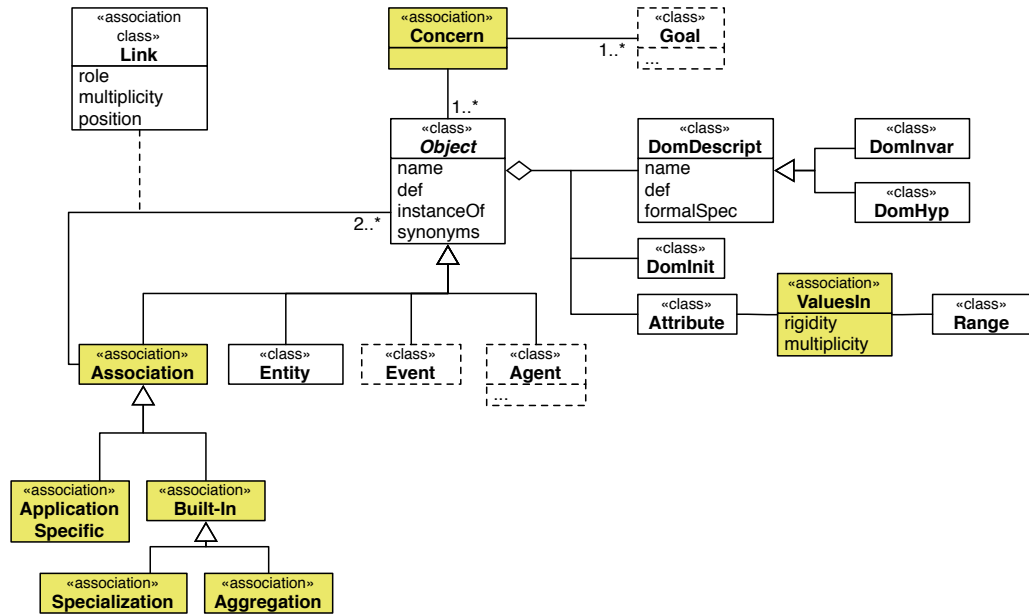 «association
class»
Link
role
multiplicity
position
«association»
Concern
1..*
«class»
Goal
...
1..*
«class»
Object
name
def
instanceOf
synonyms
2..*
«class»
DomDescript
name
def
formalSpec
«class»
DomInvar
«class»
DomHyp
«class»
DomInit
«class»
Attribute
«association»
ValuesIn
rigidity
multiplicity
«class»
Range
«association»
Association
«class»
Entity
«class»
Event
«class»
Agent
...
«association»
Application
Specific
«association»
Built-In
«association»
Specialization
«association»
Aggregation